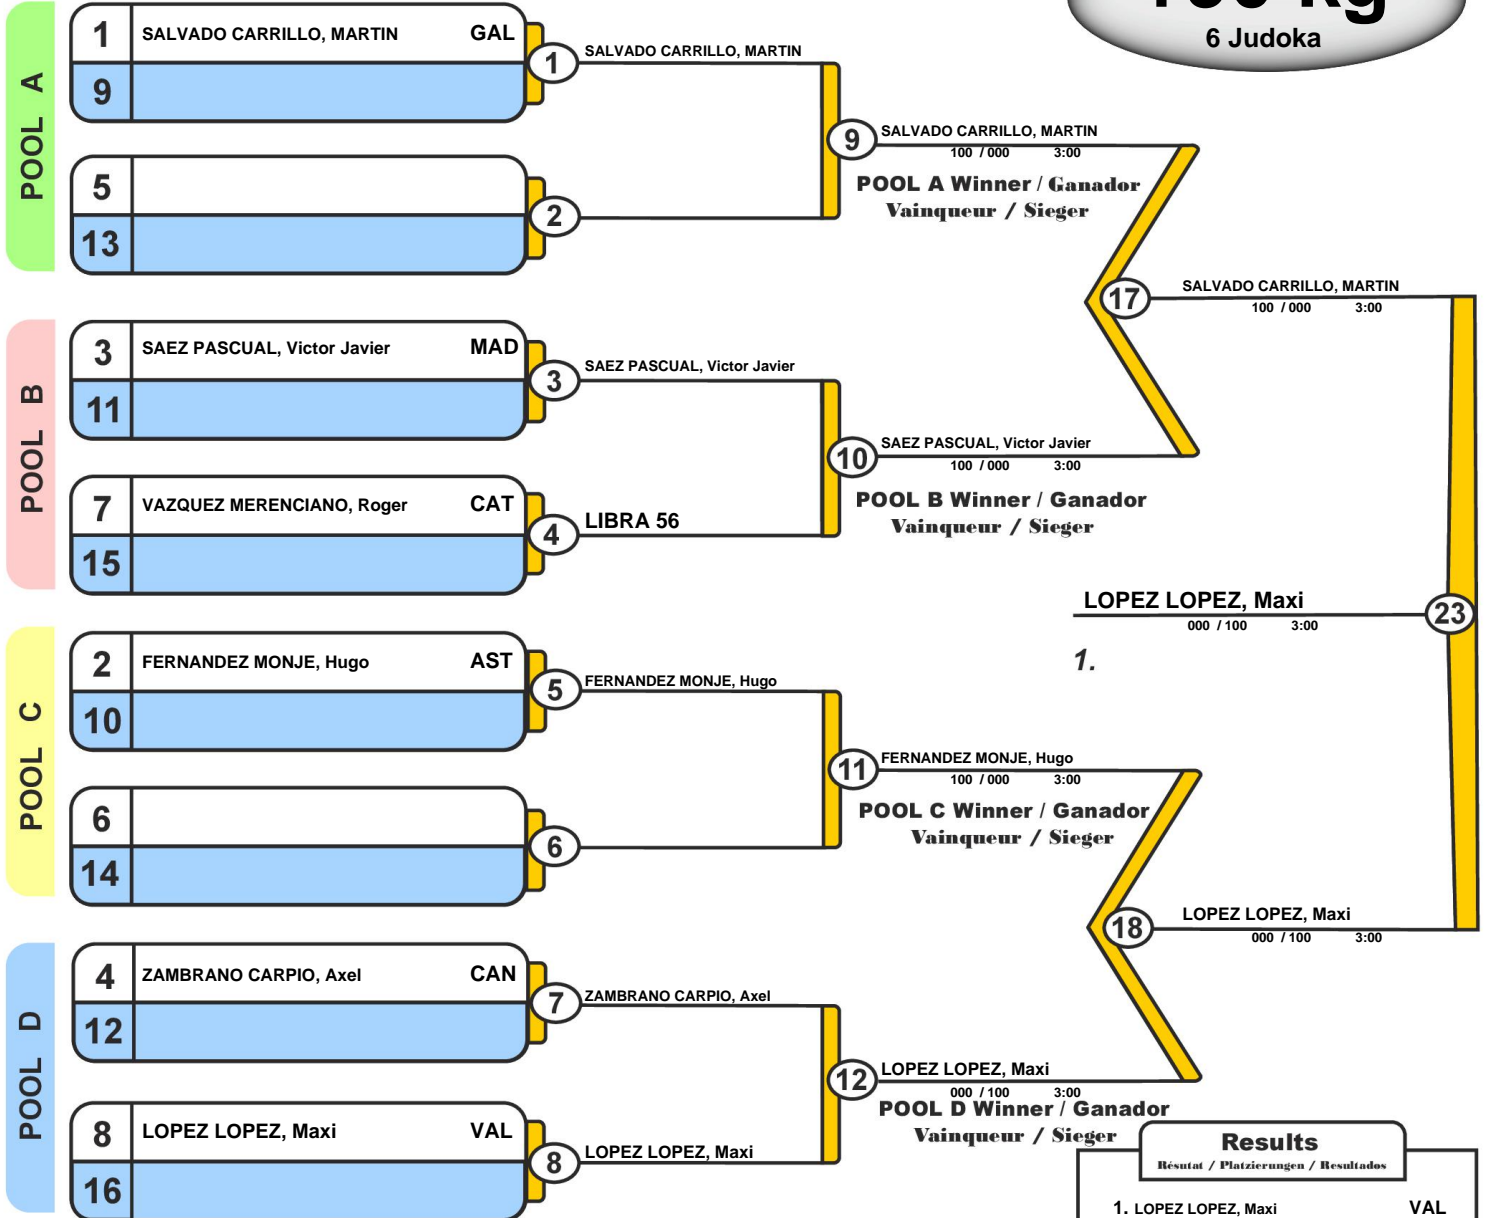 6 Judoka
POOL A
1 SALVADO CARRILLO, MARTIN GAL
9
5
13
1
SALVADO CARRILLO, MARTIN
2
9
SALVADO CARRILLO, MARTIN
100 / 000 3:00
POOL A Winner / Ganador
Vainqueur / Sieger
POOL B
3 SAEZ PASCUAL, Victor Javier MAD
11
7 VAZQUEZ MERENCIANO, Roger CAT
15
3
SAEZ PASCUAL, Victor Javier
4
LIBRA 56
10
SAEZ PASCUAL, Victor Javier
100 / 000 3:00
POOL B Winner / Ganador
Vainqueur / Sieger
17
SALVADO CARRILLO, MARTIN
100 / 000 3:00
LOPEZ LOPEZ, Maxi
000 / 100 3:00
23
1.
POOL C
2 FERNANDEZ MONJE, Hugo AST
10
6
14
5
FERNANDEZ MONJE, Hugo
6
11
FERNANDEZ MONJE, Hugo
100 / 000 3:00
POOL C Winner / Ganador
Vainqueur / Sieger
18
LOPEZ LOPEZ, Maxi
000 / 100 3:00
POOL D
4 ZAMBRANO CARPIO, Axel CAN
12
8 LOPEZ LOPEZ, Maxi VAL
16
7
ZAMBRANO CARPIO, Axel
8
LOPEZ LOPEZ, Maxi
12
LOPEZ LOPEZ, Maxi
000 / 100 3:00
POOL D Winner / Ganador
Vainqueur / Sieger
Results
Résutat / Platzierungen / Resultados
1. LOPEZ LOPEZ, Maxi VAL